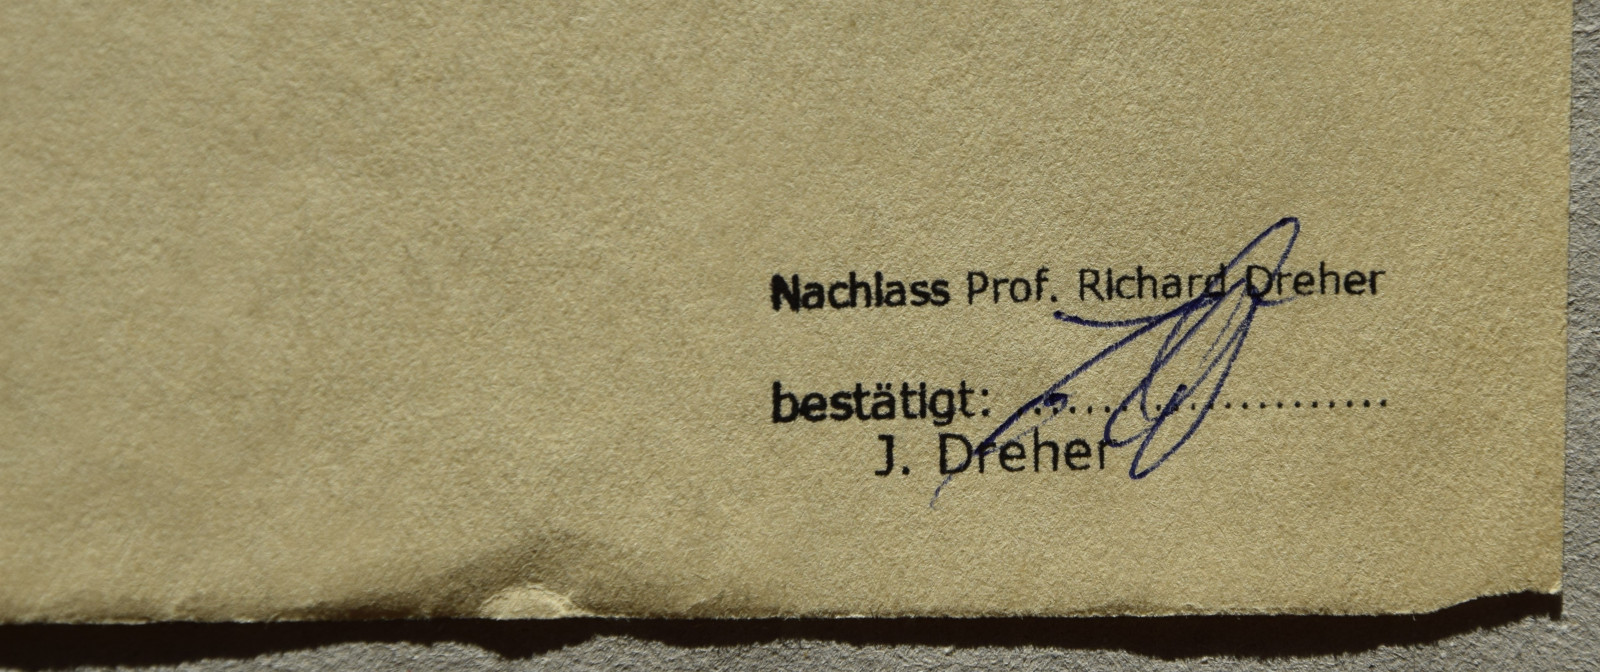 Nachlass Prof. Richard Dreher
bestätigt: ......................
J. Dreher